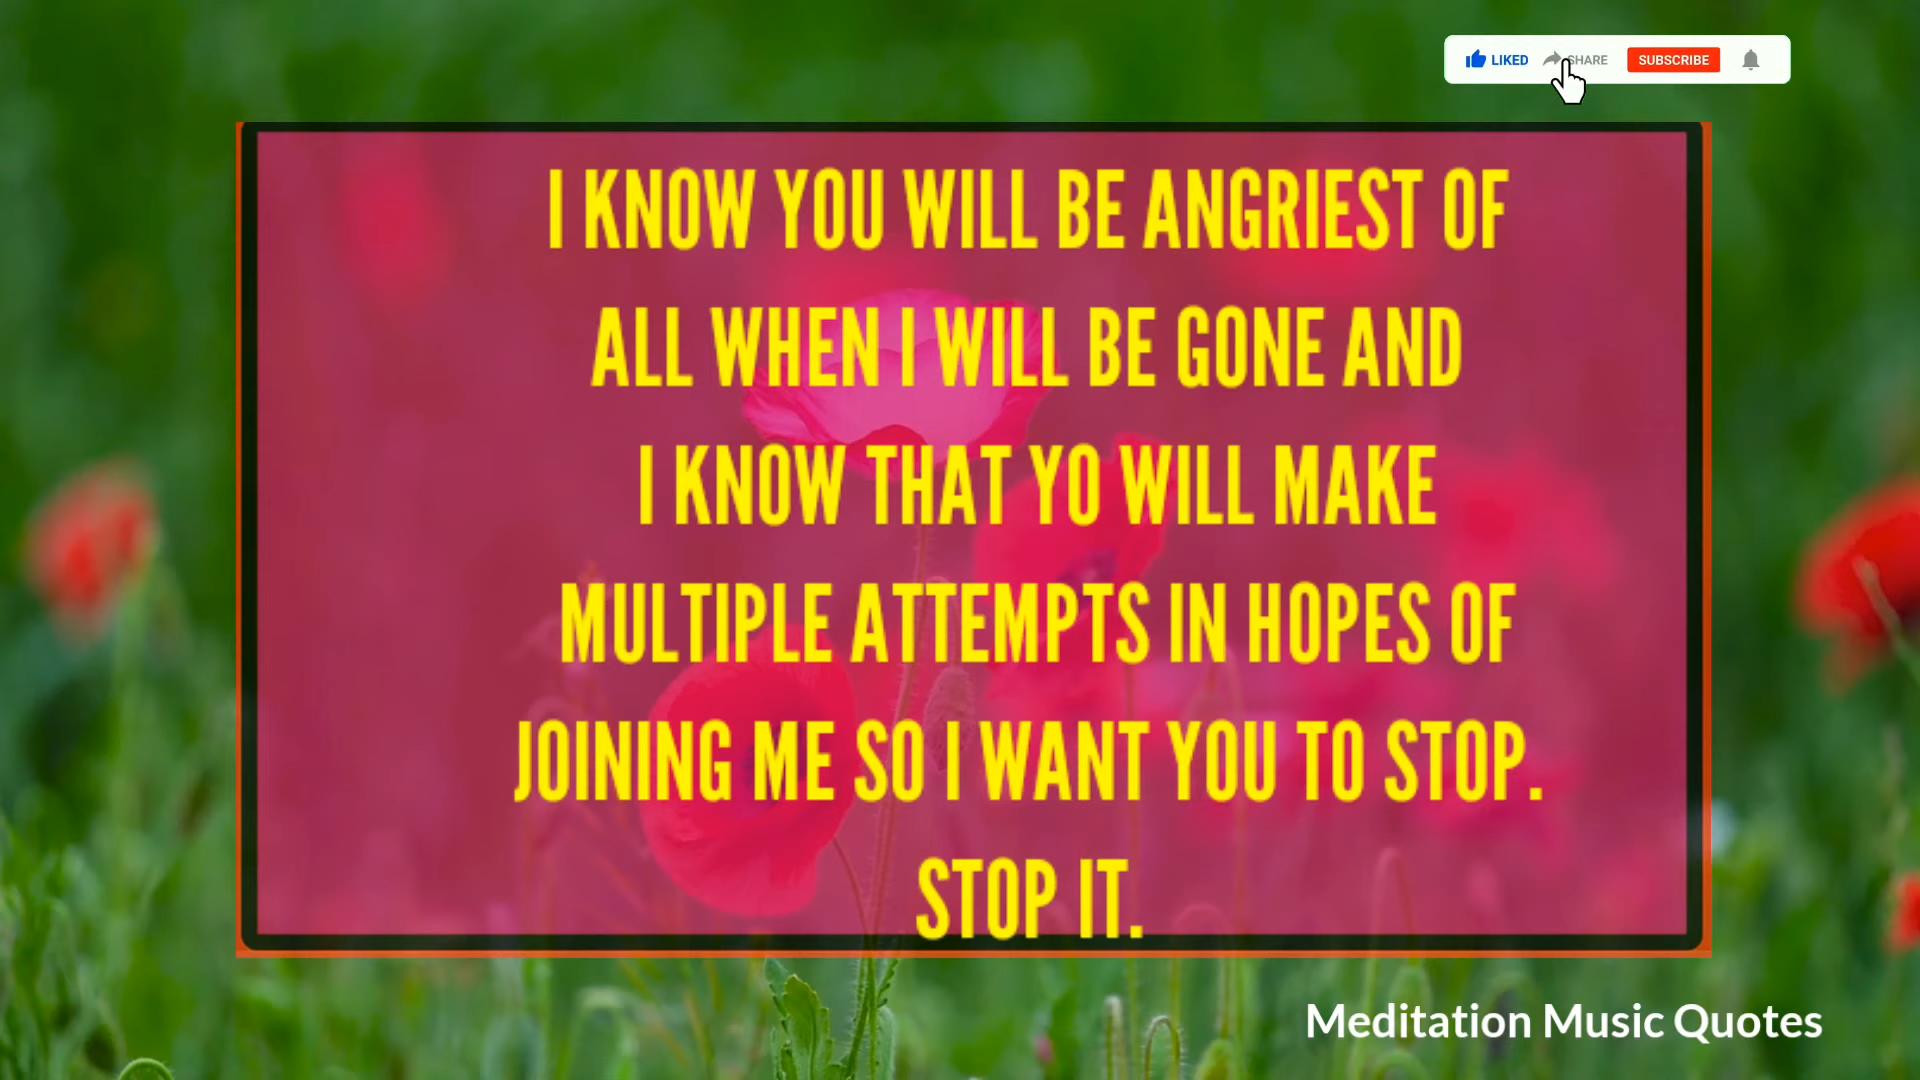 LIKED SHARE SUBSCRIBE
I KNOW YOU WILL BE ANGRIEST OF
ALL WHEN I WILL BE GONE AND
I KNOW THAT YO WILL MAKE
MULTIPLE ATTEMPTS IN HOPES OF
JOINING ME SO I WANT YOU TO STOP.
STOP IT.
Meditation Music Quotes